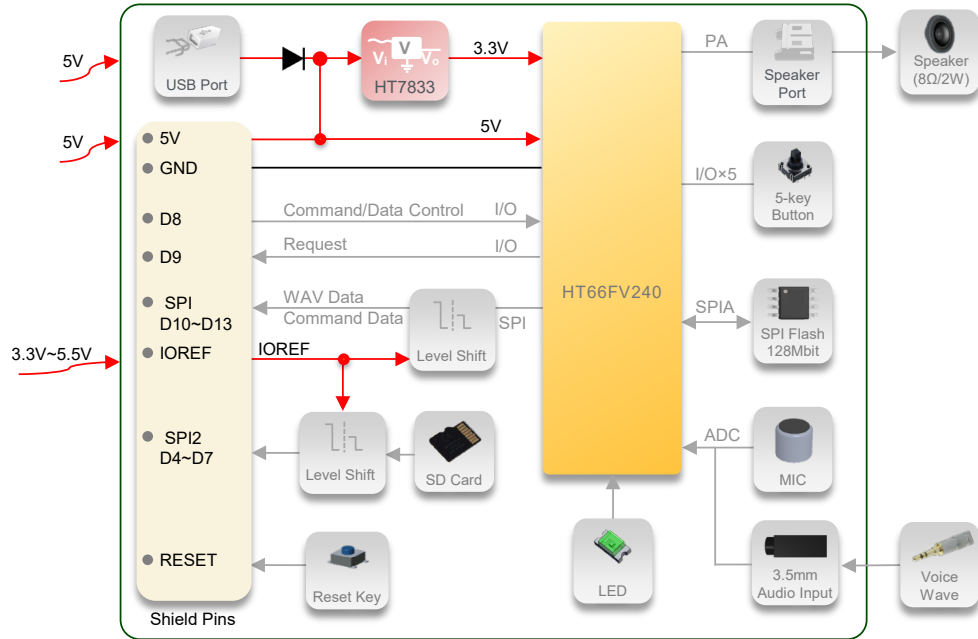 5V
USB Port
Vi
V
Vo
HT7833
3.3V
PA
Speaker
Port
Speaker
(8Ω/2W)
5V
5V
5V
GND
I/O×5
5-key
Button
D8
Command/Data Control
I/O
D9
Request
I/O
HT66FV240
SPI
D10~D13
WAV Data
Command Data
Level Shift
SPI
SPIA
SPI Flash
128Mbit
3.3V~5.5V
IOREF
IOREF
SPI2
D4~D7
Level Shift
SD Card
ADC
MIC
RESET
Reset Key
LED
3.5mm
Audio Input
Voice
Wave
Shield Pins